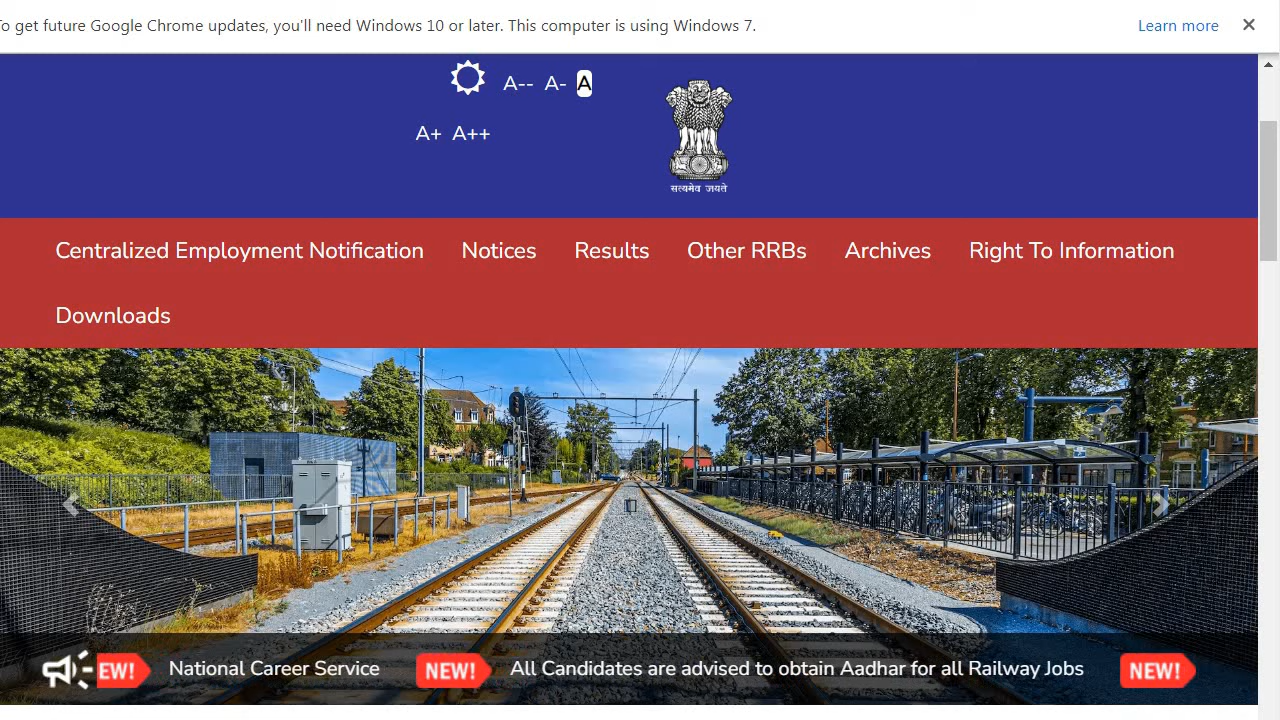 To get future Google Chrome updates, you'll need Windows 10 or later. This computer is using Windows 7.
Learn more
A-- A- A
A+ A++
सत्यमेव जयते
Centralized Employment Notification Notices Results Other RRBs Archives Right To Information
Downloads
EW! National Career Service NEW! All Candidates are advised to obtain Aadhar for all Railway Jobs NEW!